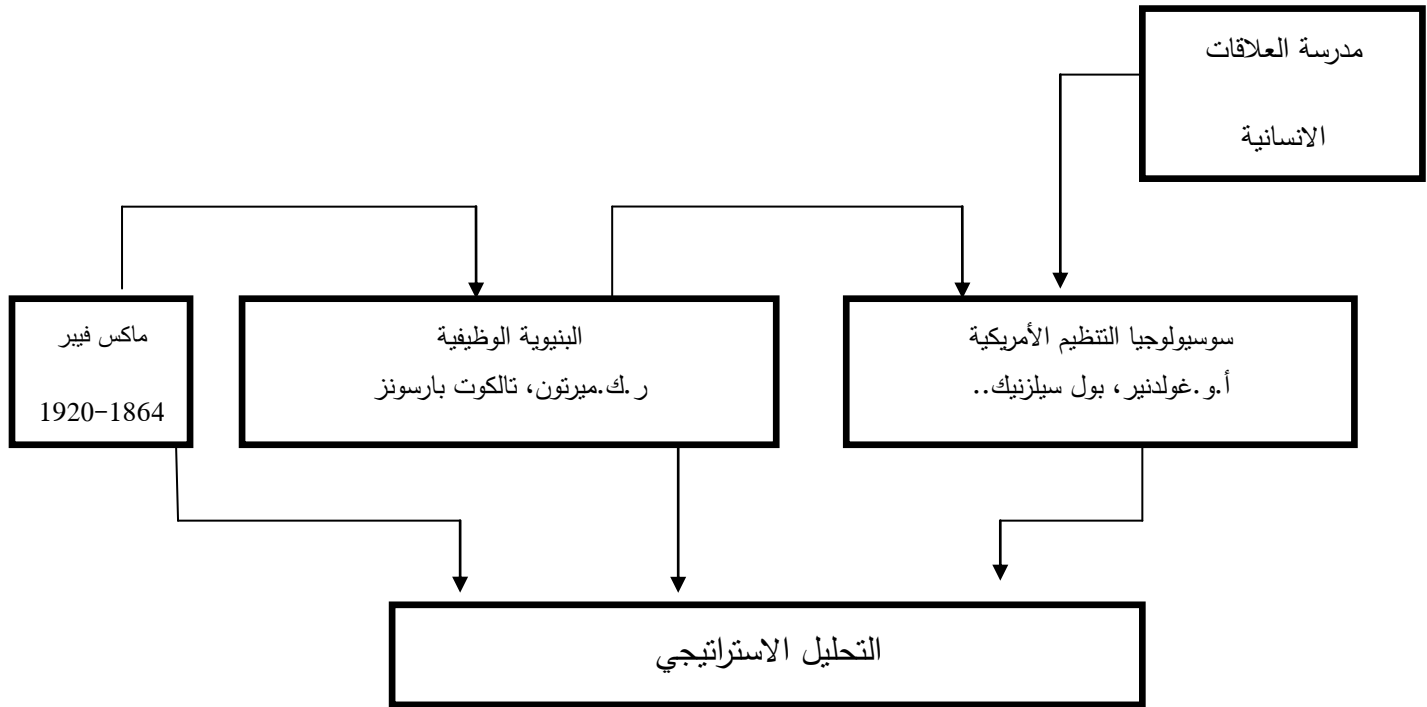 مدرسة العلاقات
الانسانية
سوسيولوجيا التنظيم الأمريكية
أ.و.غولدنير، بول سيلزنيك..
البنيوية الوظيفية
ر.ك.ميرتون، تالكوت بارسونز
ماكس فيبر
1864-1920
التحليل الاستراتيجي